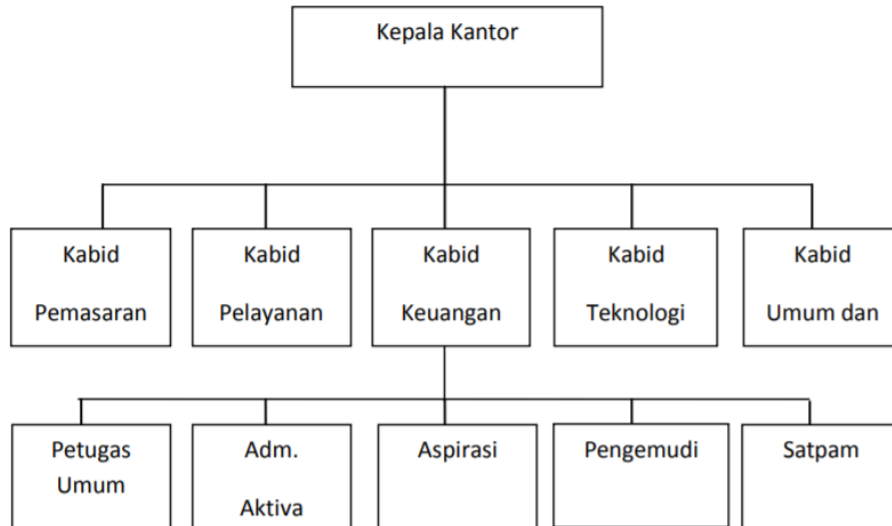 Kepala Kantor
Kabid
Pemasaran
Kabid
Pelayanan
Kabid
Keuangan
Kabid
Teknologi
Kabid
Umum dan
Petugas
Umum
Adm.
Aktiva
Aspirasi
Pengemudi
Satpam